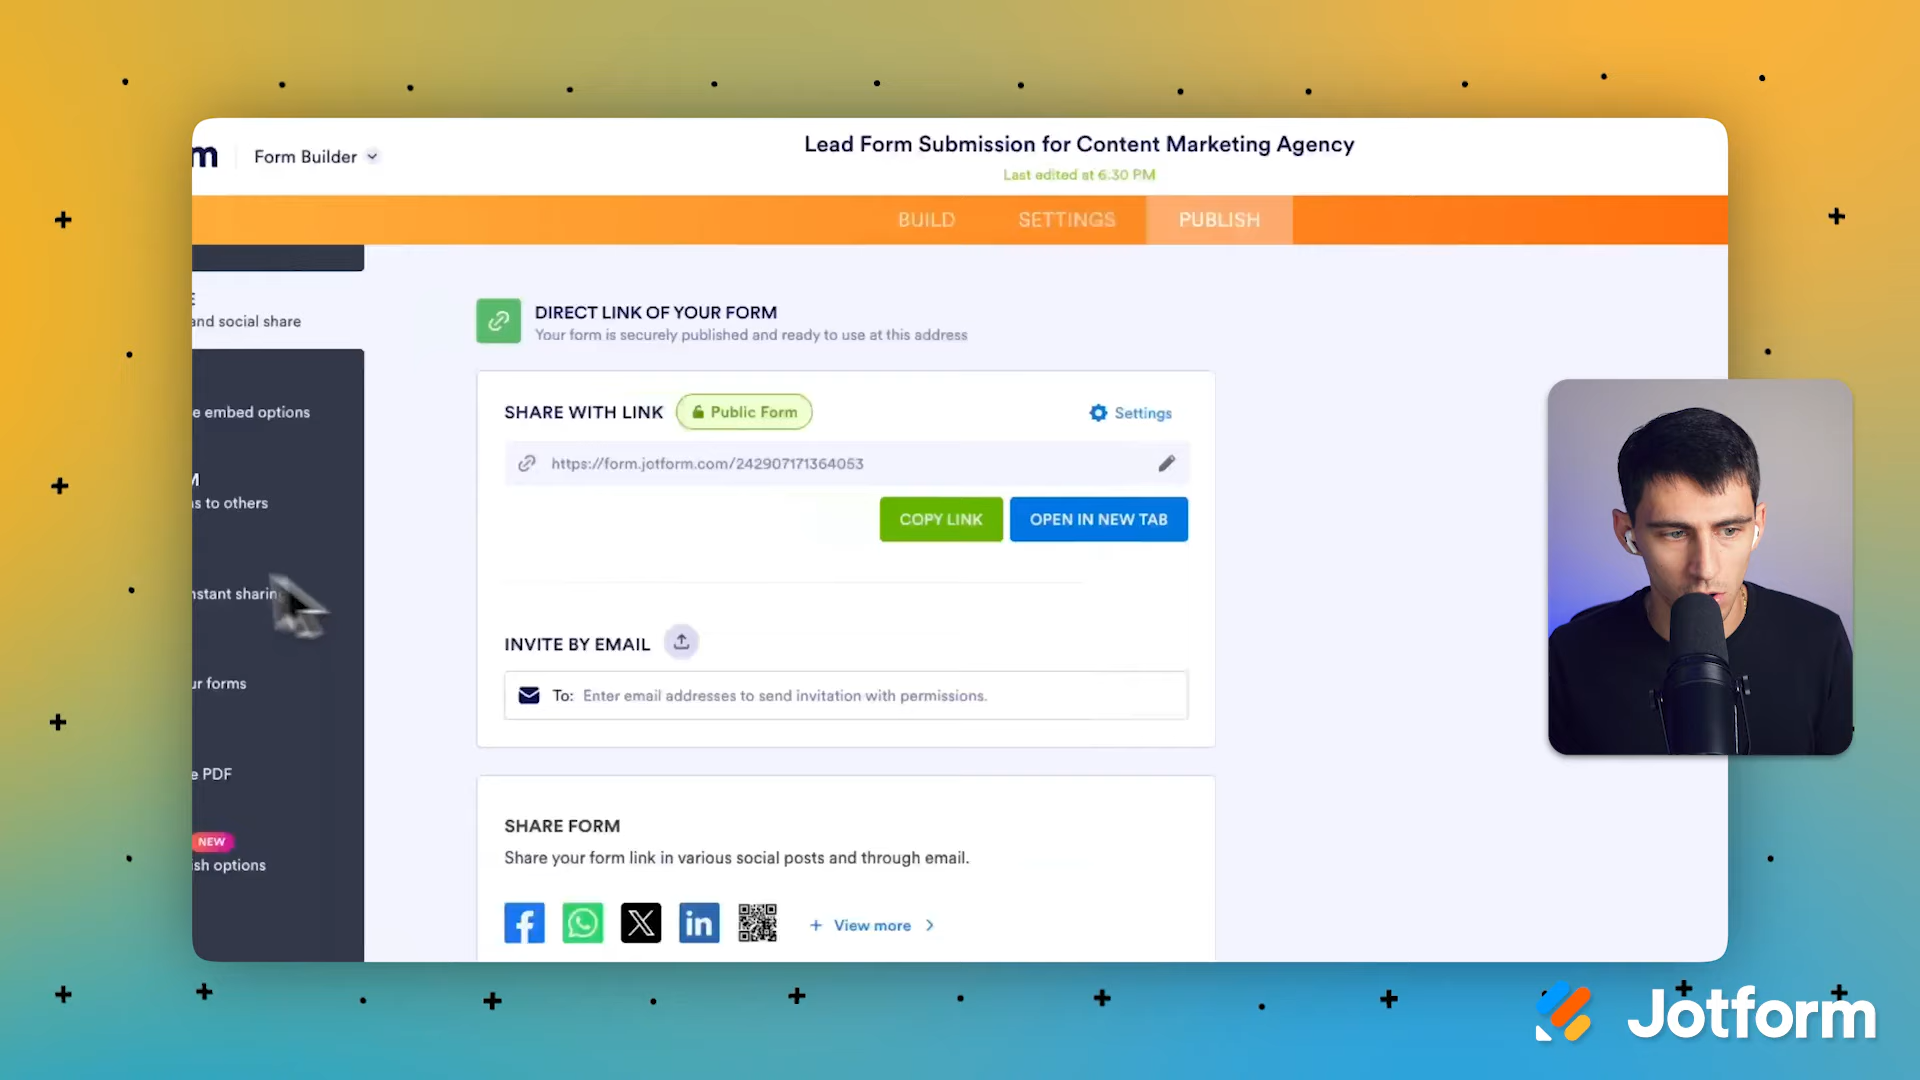 m
Form Builder
Lead Form Submission for Content Marketing Agency
Last edited at 6:30 PM
BUILD
SETTINGS
PUBLISH
E
and social share
e embed options
M
s to others
nstant sharin
ur forms
e PDF
NEW
ish options
DIRECT LINK OF YOUR FORM
Your form is securely published and ready to use at this address
SHARE WITH LINK
Public Form
Settings
https://form.jotform.com/242907171364053
COPY LINK
OPEN IN NEW TAB
INVITE BY EMAIL
To: Enter email addresses to send invitation with permissions.
SHARE FORM
Share your form link in various social posts and through email.
+ View more
Jotform